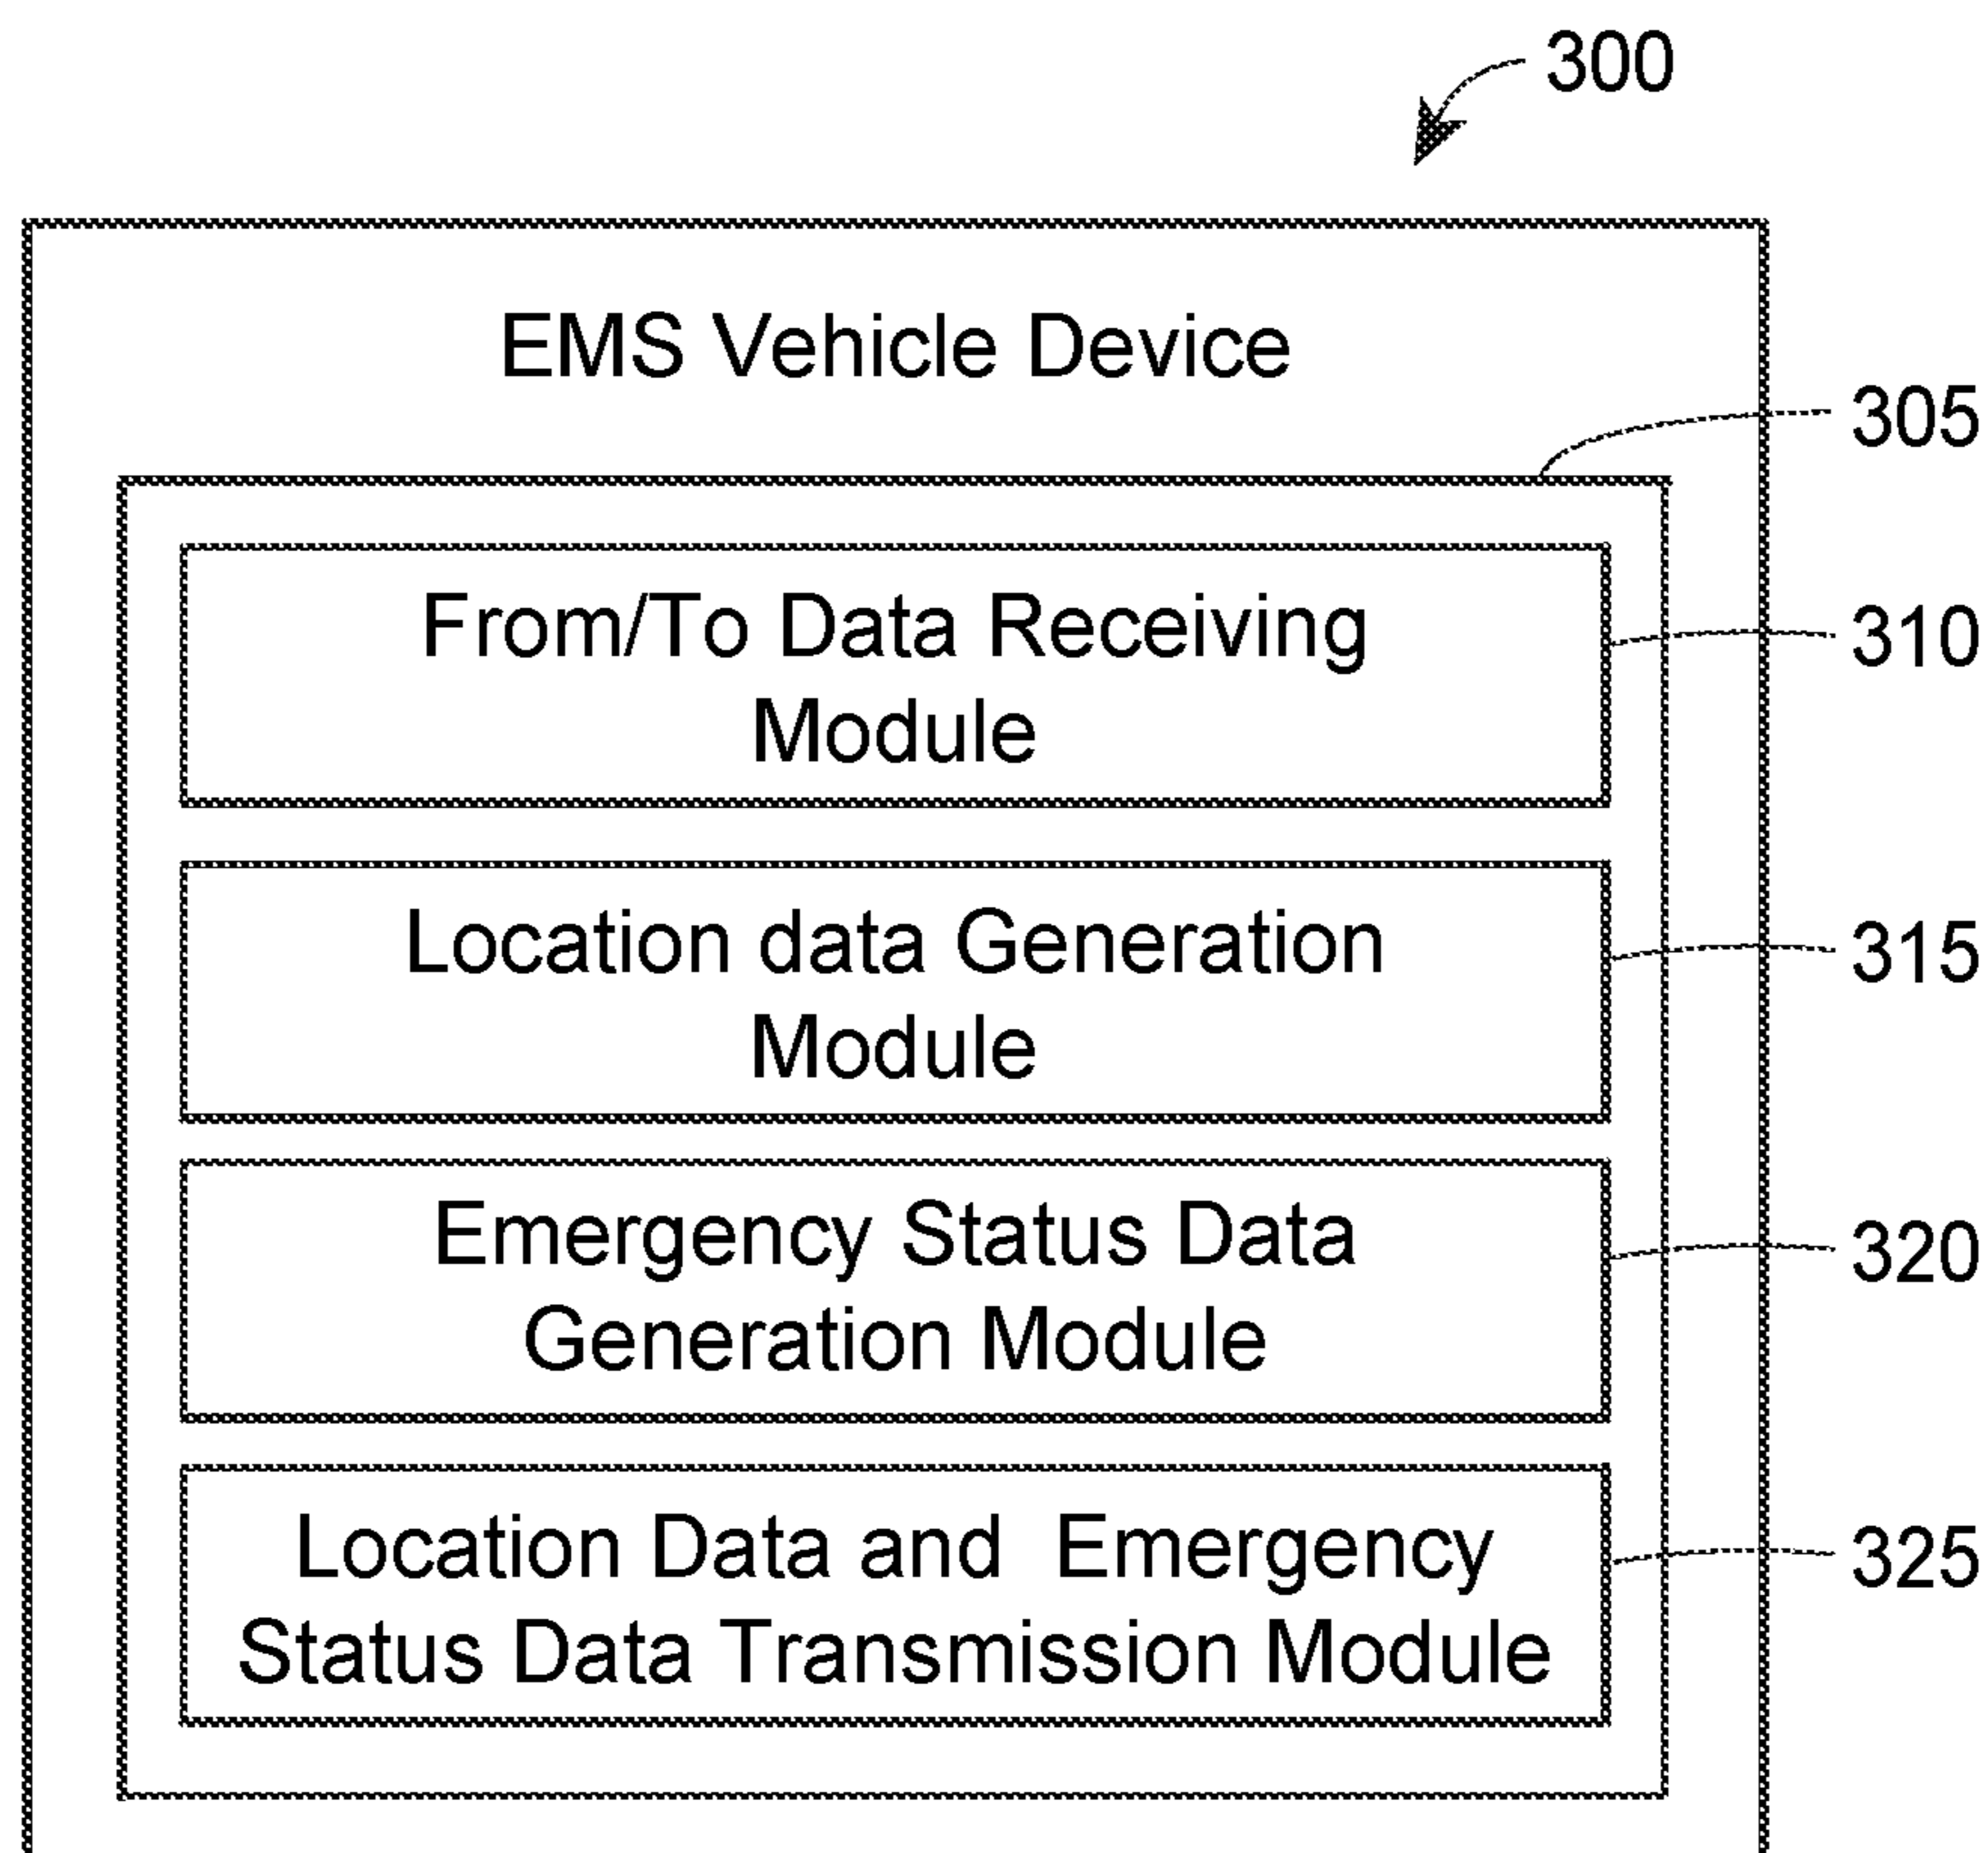 300
EMS Vehicle Device
305
From/To Data Receiving
Module
310
Location data Generation
Module
315
Emergency Status Data
Generation Module
320
Location Data and  Emergency
Status Data Transmission Module
325